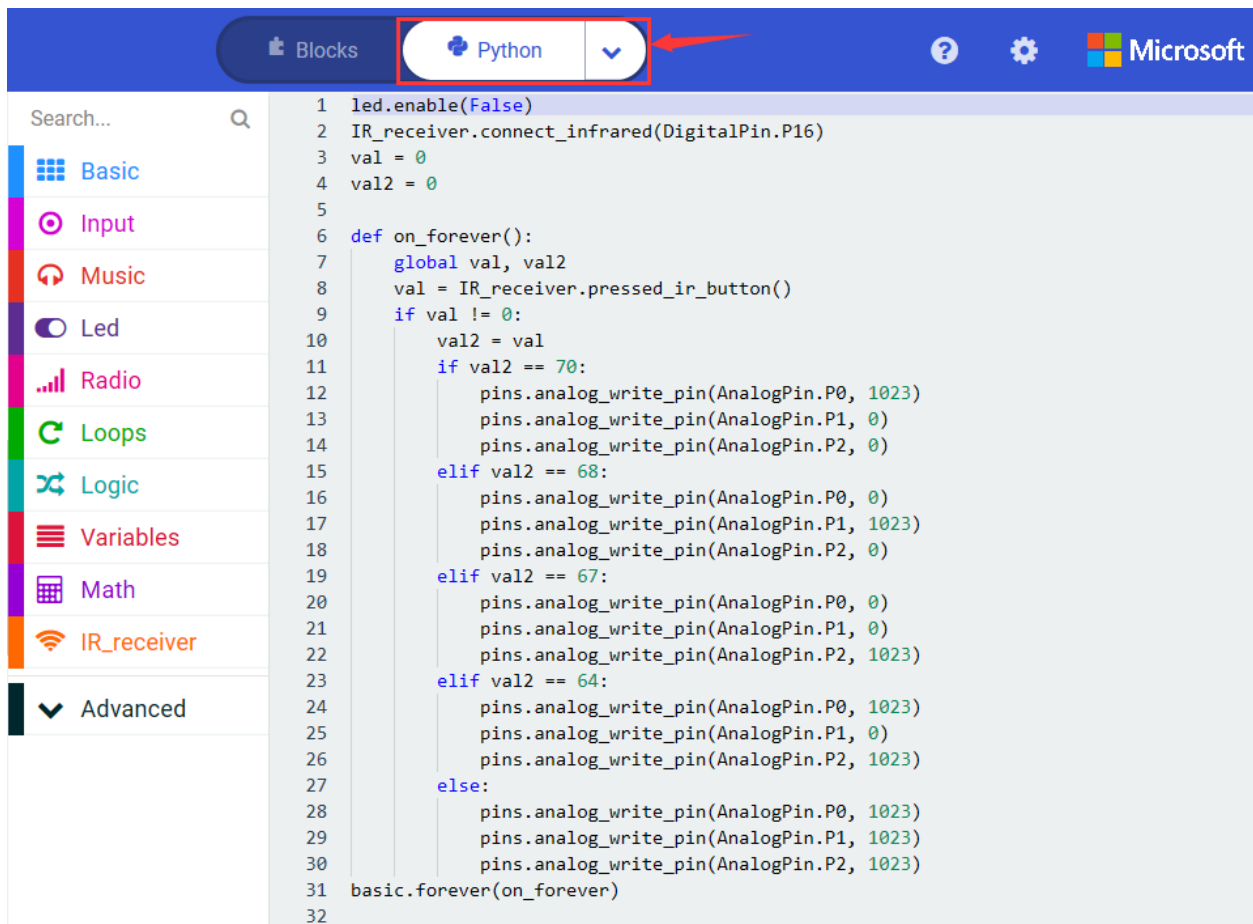 Blocks
Python
Microsoft
Search...
Basic
Input
Music
Led
Radio
Loops
Logic
Variables
Math
IR_receiver
Advanced
1 led.enable(False)
2 IR_receiver.connect_infrared(DigitalPin.P16)
3 val = 0
4 val2 = 0
5
6 def on_forever():
7     global val, val2
8     val = IR_receiver.pressed_ir_button()
9     if val != 0:
10         val2 = val
11         if val2 == 70:
12             pins.analog_write_pin(AnalogPin.P0, 1023)
13             pins.analog_write_pin(AnalogPin.P1, 0)
14             pins.analog_write_pin(AnalogPin.P2, 0)
15         elif val2 == 68:
16             pins.analog_write_pin(AnalogPin.P0, 0)
17             pins.analog_write_pin(AnalogPin.P1, 1023)
18             pins.analog_write_pin(AnalogPin.P2, 0)
19         elif val2 == 67:
20             pins.analog_write_pin(AnalogPin.P0, 0)
21             pins.analog_write_pin(AnalogPin.P1, 0)
22             pins.analog_write_pin(AnalogPin.P2, 1023)
23         elif val2 == 64:
24             pins.analog_write_pin(AnalogPin.P0, 1023)
25             pins.analog_write_pin(AnalogPin.P1, 0)
26             pins.analog_write_pin(AnalogPin.P2, 1023)
27         else:
28             pins.analog_write_pin(AnalogPin.P0, 1023)
29             pins.analog_write_pin(AnalogPin.P1, 1023)
30             pins.analog_write_pin(AnalogPin.P2, 1023)
31 basic.forever(on_forever)
32